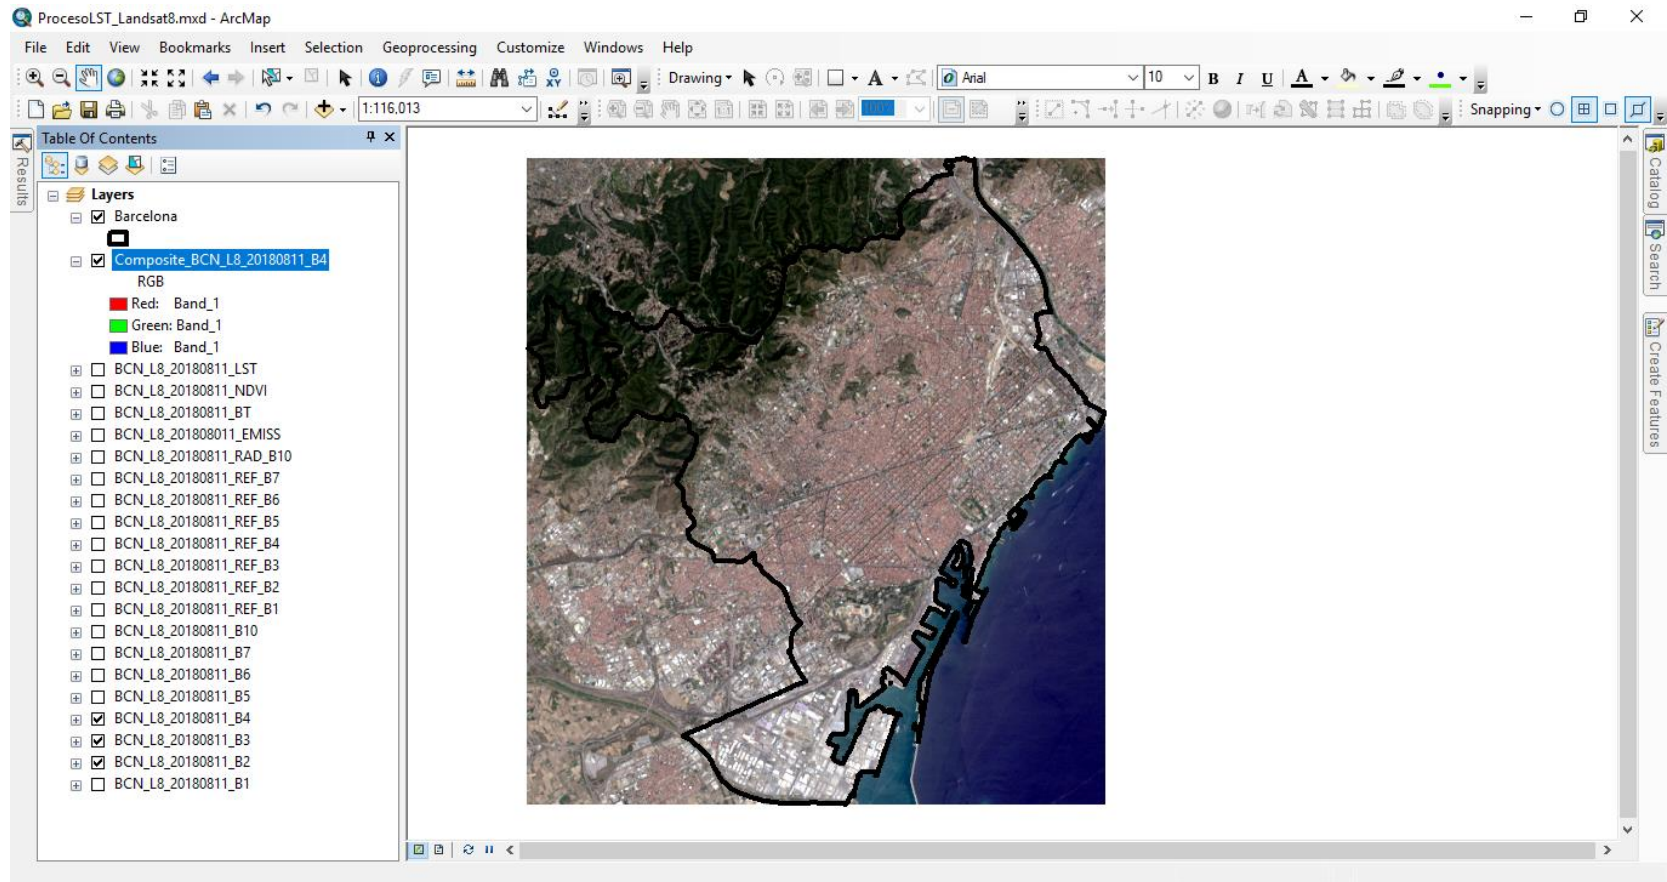 ProcesoLST_Landsat8.mxd - ArcMap
File Edit View Bookmarks Insert Selection Geoprocessing Customize Windows Help
Drawing Arial 10 B I U A
1:116,013 100% Snapping
Table Of Contents
Results
Layers
Barcelona
Composite_BCN_L8_20180811_B4
RGB
Red: Band_1
Green: Band_1
Blue: Band_1
BCN_L8_20180811_LST
BCN_L8_20180811_NDVI
BCN_L8_20180811_BT
BCN_L8_201808011_EMISS
BCN_L8_20180811_RAD_B10
BCN_L8_20180811_REF_B7
BCN_L8_20180811_REF_B6
BCN_L8_20180811_REF_B5
BCN_L8_20180811_REF_B4
BCN_L8_20180811_REF_B3
BCN_L8_20180811_REF_B2
BCN_L8_20180811_REF_B1
BCN_L8_20180811_B10
BCN_L8_20180811_B7
BCN_L8_20180811_B6
BCN_L8_20180811_B5
BCN_L8_20180811_B4
BCN_L8_20180811_B3
BCN_L8_20180811_B2
BCN_L8_20180811_B1
Catalog
Search
Create Features